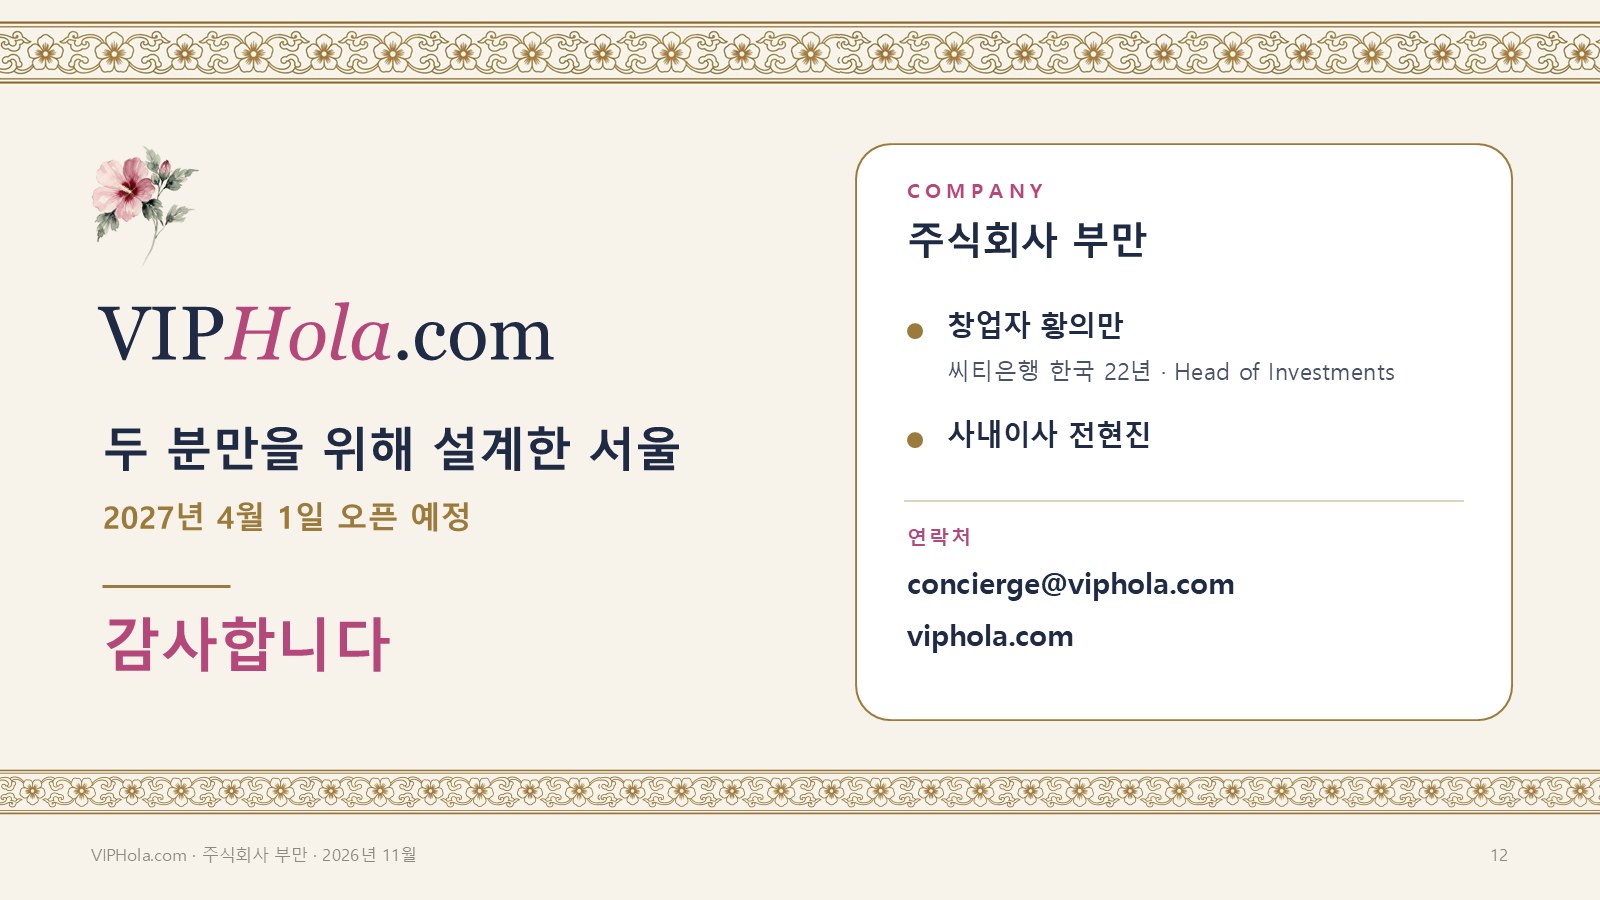 VIPHola.com
두 분만을 위해 설계한 서울
2027년 4월 1일 오픈 예정
감사합니다
COMPANY
주식회사 부만
창업자 황의만
씨티은행 한국 22년 · Head of Investments
사내이사 전현진
연락처
concierge@viphola.com
viphola.com
VIPHola.com · 주식회사 부만 · 2026년 11월
12